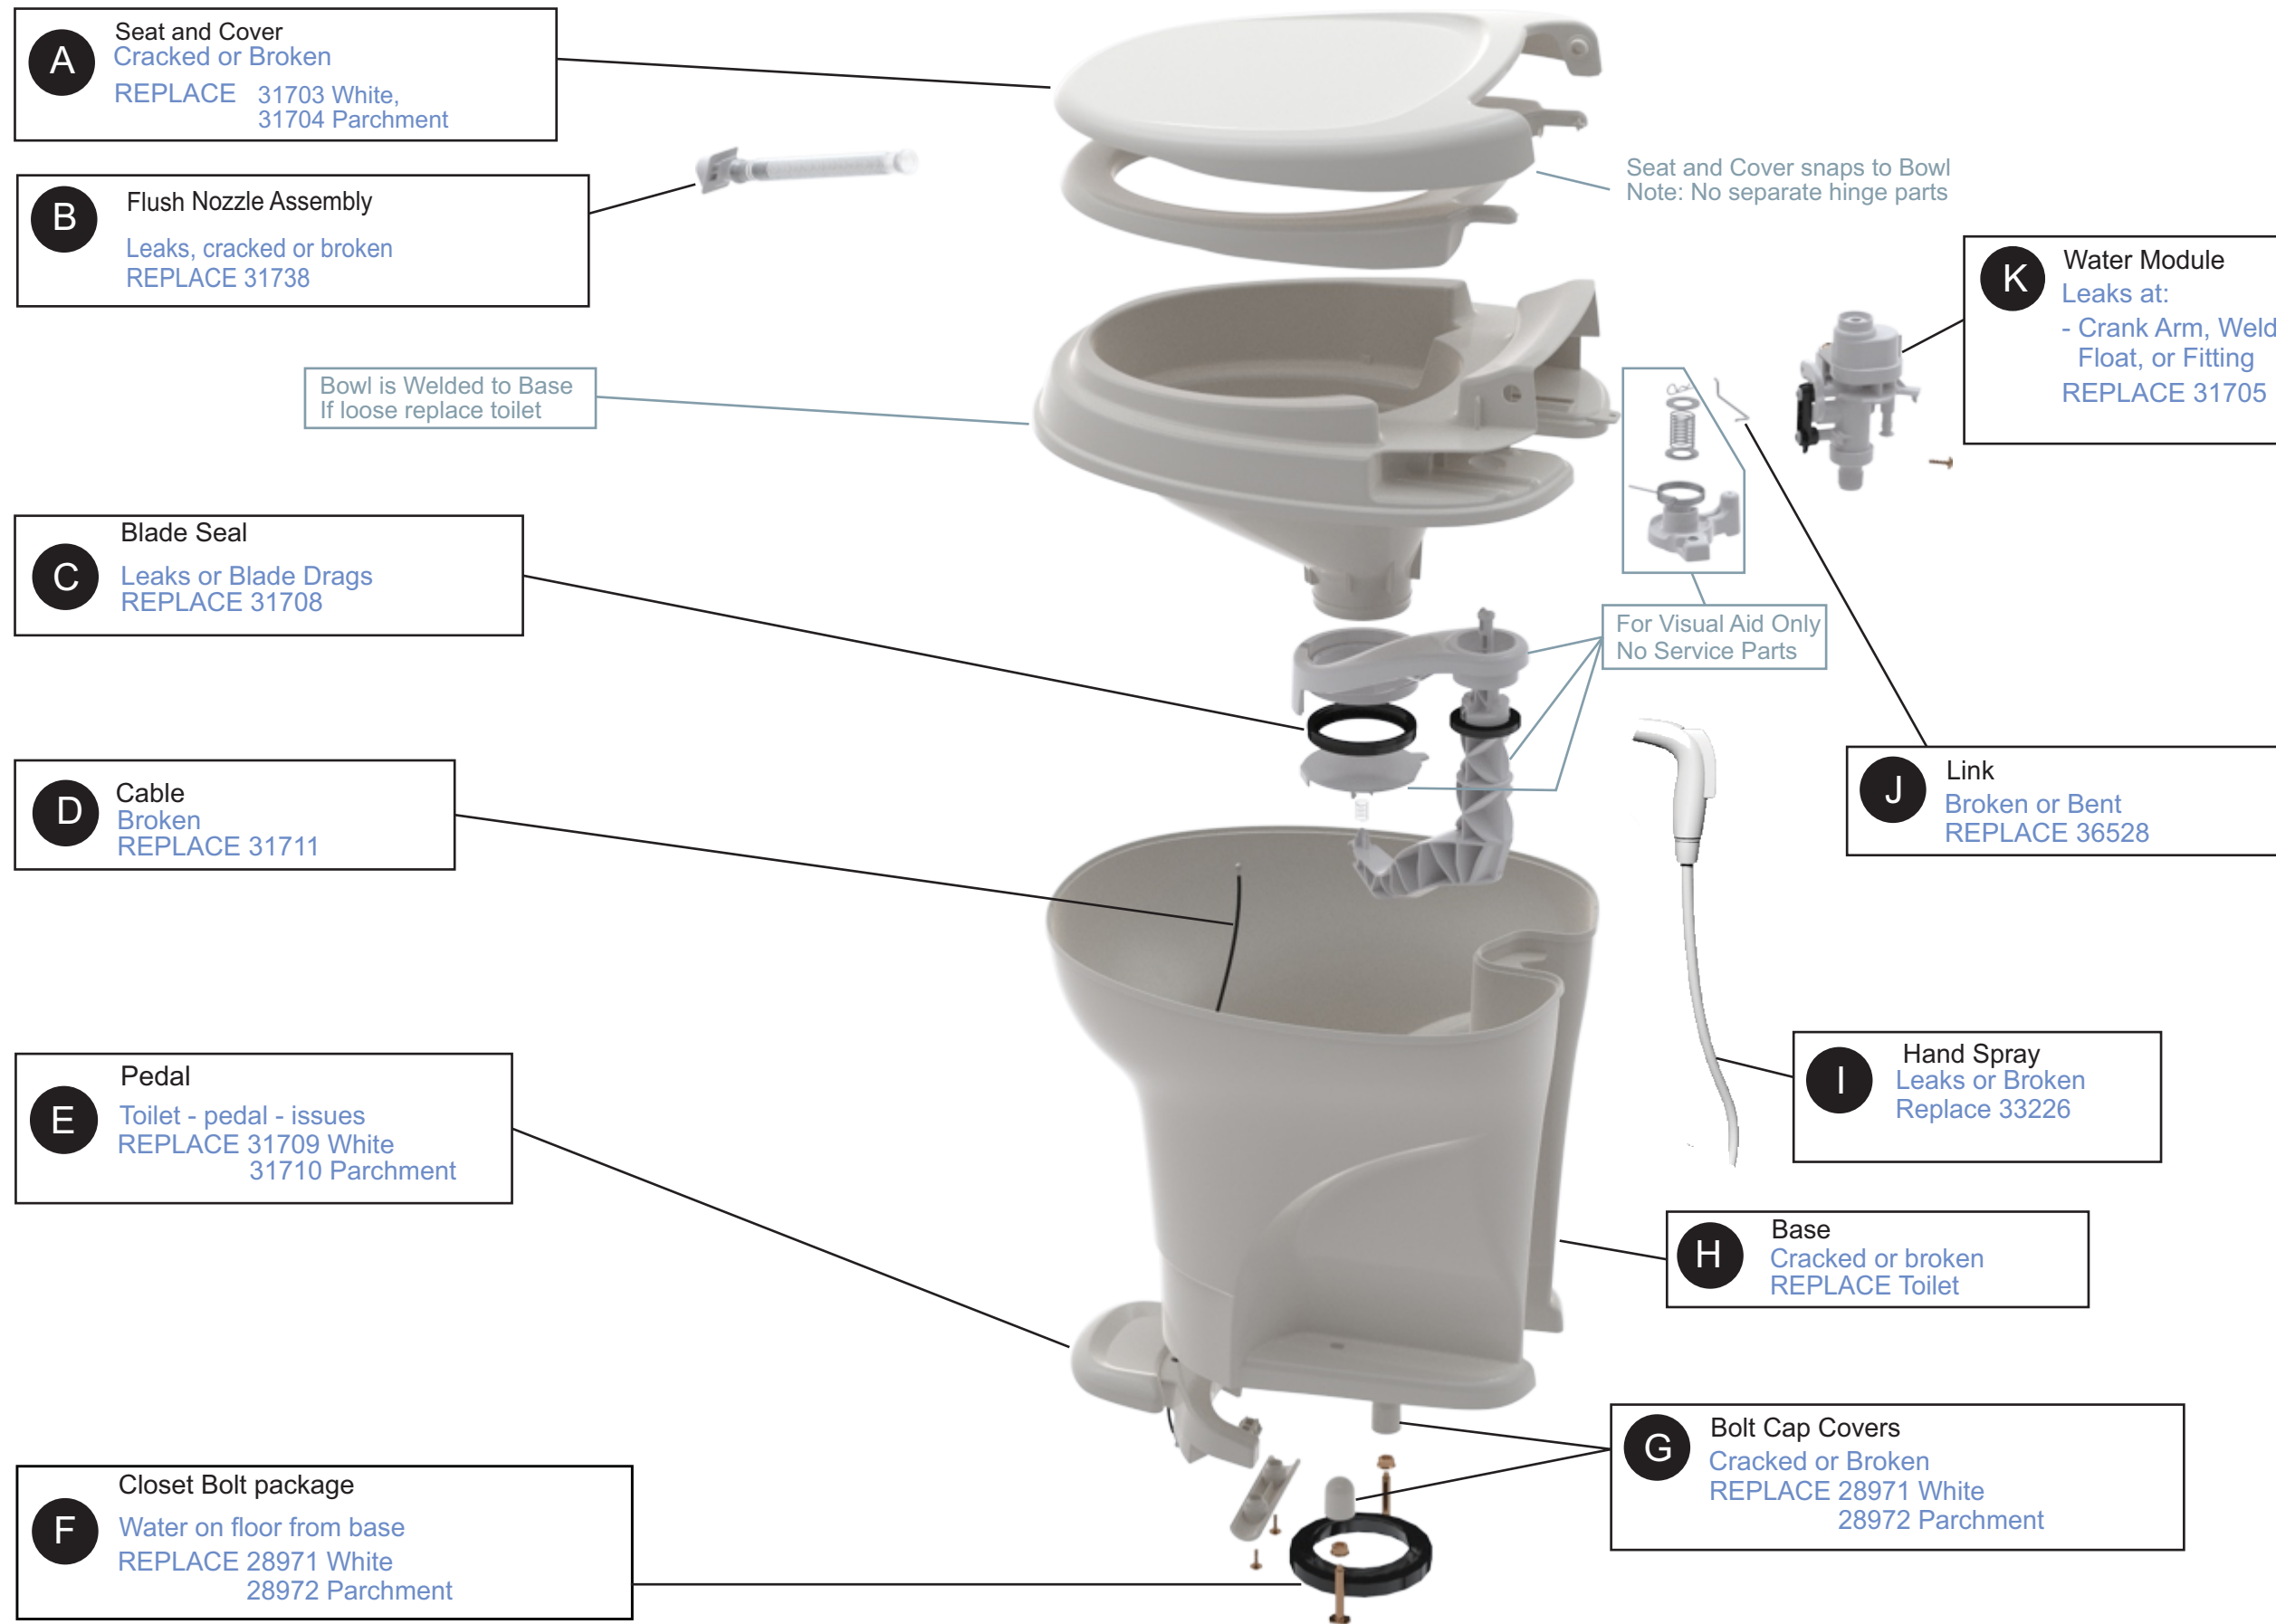 A
Seat and Cover
Cracked or Broken
REPLACE 31703 White,
31704 Parchment
B
Flush Nozzle Assembly
Leaks, cracked or broken
REPLACE 31738
Seat and Cover snaps to Bowl
Note: No separate hinge parts
K
Water Module
Leaks at:
- Crank Arm, Weld
Float, or Fitting
REPLACE 31705
Bowl is Welded to Base
If loose replace toilet
C
Blade Seal
Leaks or Blade Drags
REPLACE 31708
For Visual Aid Only
No Service Parts
D
Cable
Broken
REPLACE 31711
J
Link
Broken or Bent
REPLACE 36528
E
Pedal
Toilet - pedal - issues
REPLACE 31709 White
31710 Parchment
I
Hand Spray
Leaks or Broken
Replace 33226
H
Base
Cracked or broken
REPLACE Toilet
F
Closet Bolt package
Water on floor from base
REPLACE 28971 White
28972 Parchment
G
Bolt Cap Covers
Cracked or Broken
REPLACE 28971 White
28972 Parchment